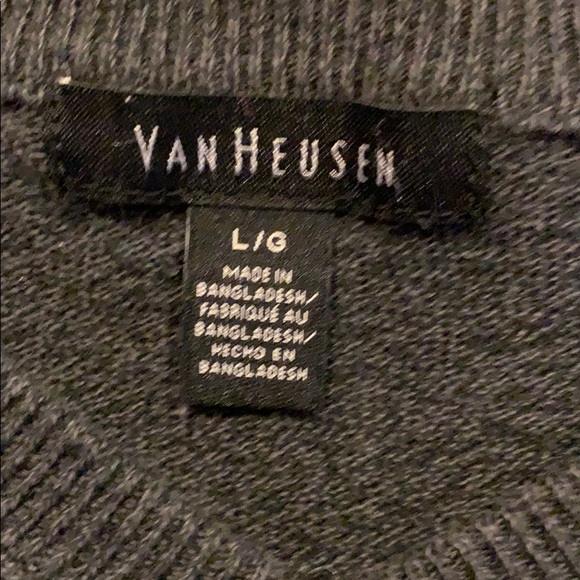 VAN HEUSEN
L/G
MADE IN
BANGLADESH/
FABRIQUÉ AU
BANGLADESH/
HECHO EN
BANGLADESH